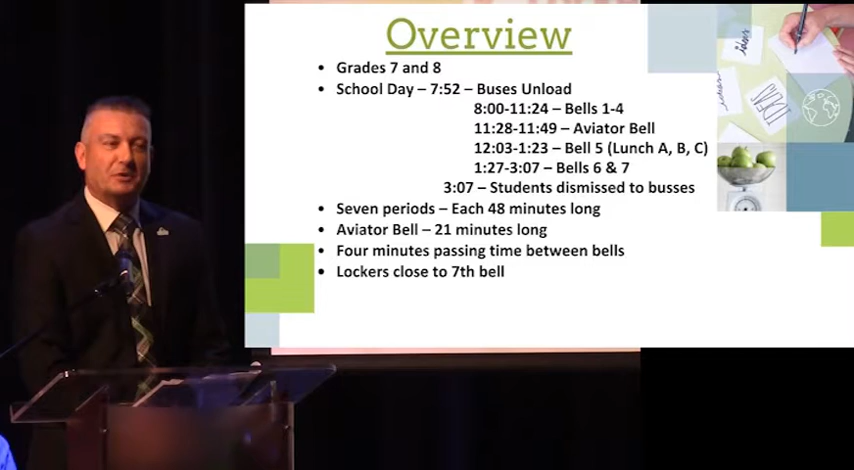 Overview
• Grades 7 and 8
• School Day – 7:52 – Buses Unload
8:00-11:24 – Bells 1-4
11:28-11:49 – Aviator Bell
12:03-1:23 – Bell 5 (Lunch A, B, C)
1:27-3:07 – Bells 6 & 7
3:07 – Students dismissed to busses
• Seven periods – Each 48 minutes long
• Aviator Bell – 21 minutes long
• Four minutes passing time between bells
• Lockers close to 7th bell
ideas
ideas
IDEAS